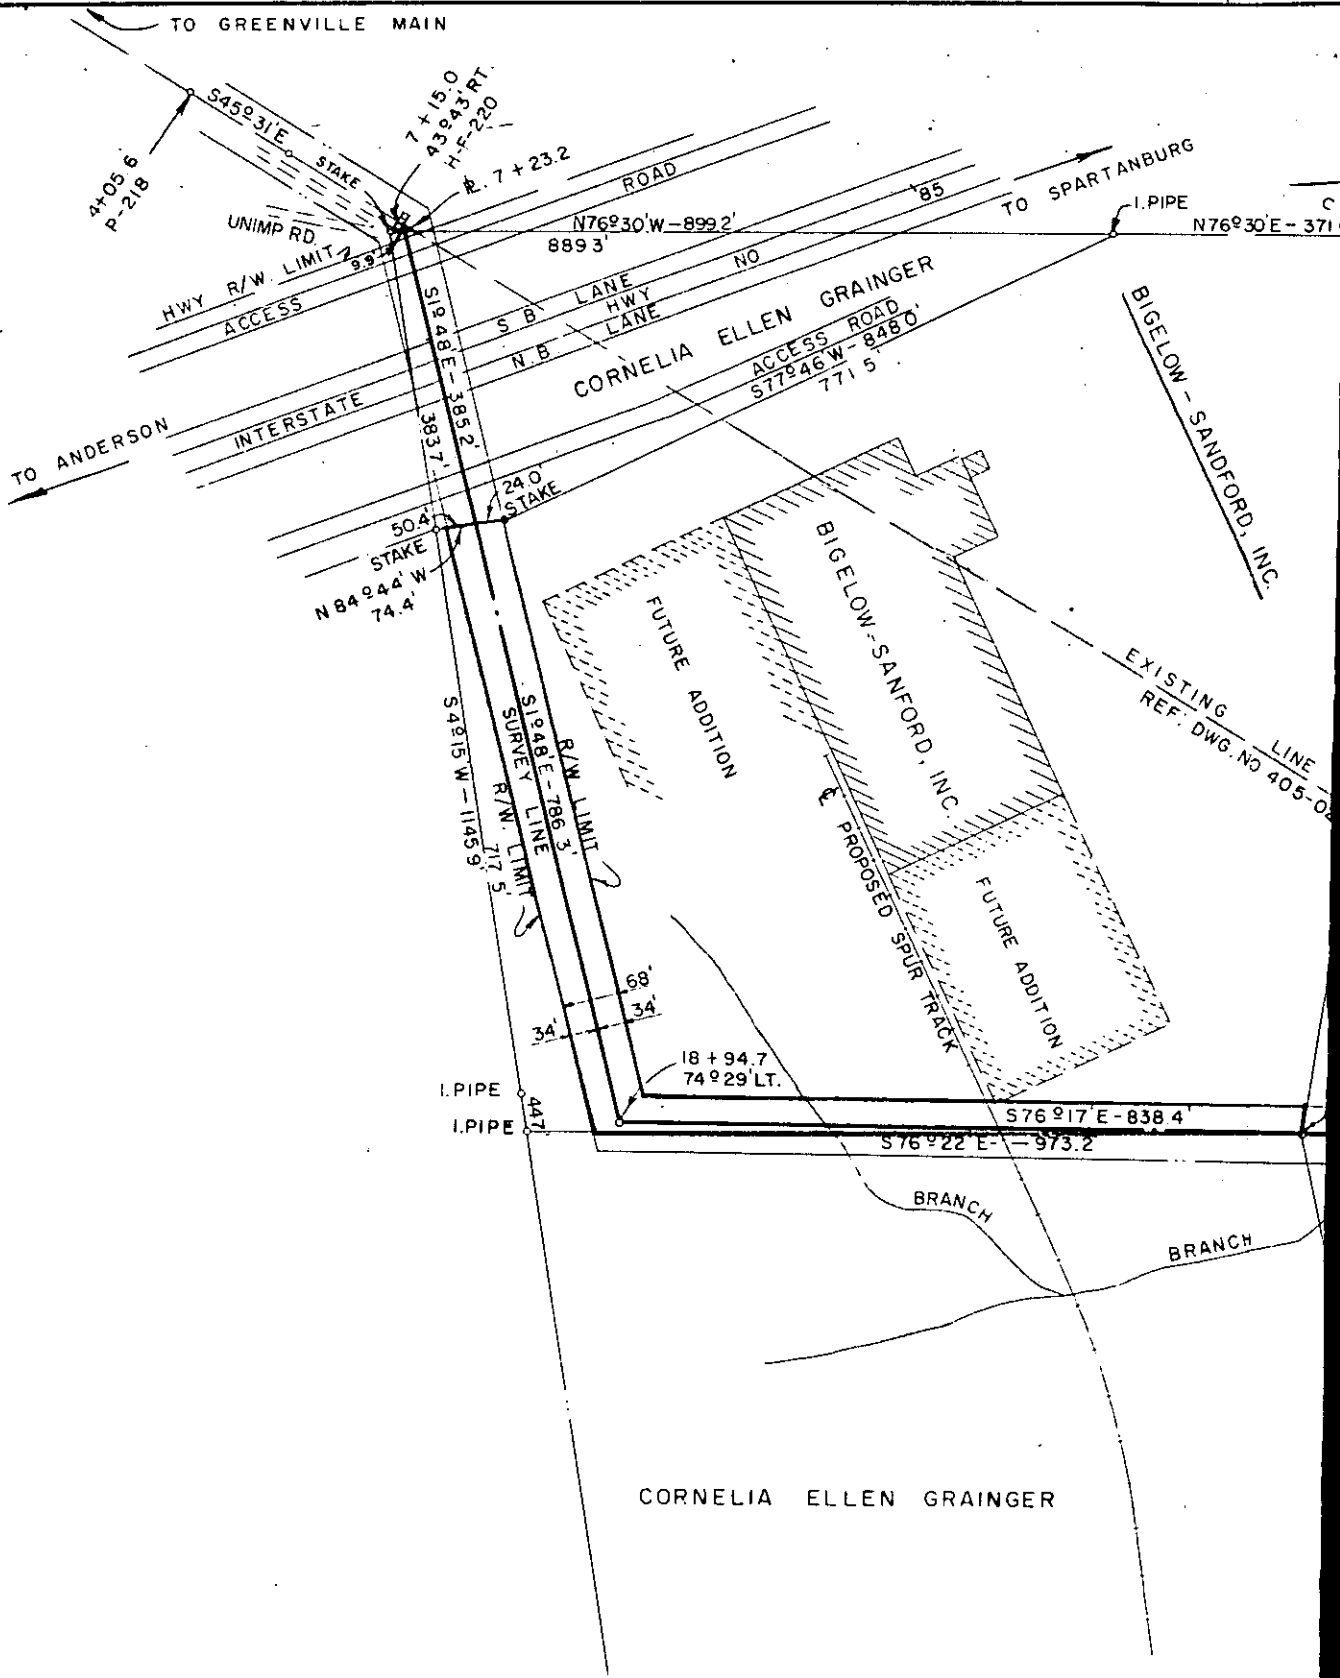 TO GREENVILLE MAIN
S45°31'E
STAKE
4+05.6
P-218
7+15.0
43°43' RT.
H-F-220
7+23.2
UNIMP RD.
9.9'
HWY R/W. LIMIT
ACCESS
ROAD
N76°30'W-899.2'
889 3'
I.PIPE
N76°30'E-371
TO SPARTANBURG
'85
NO
S B LANE
HWY
N.B LANE
INTERSTATE
TO ANDERSON
CORNELIA ELLEN GRAINGER
ACCESS ROAD
S77°46'W-848.0'
771 5'
S1°48'E-385.2'
383.7'
24.0'
STAKE
50.4'
STAKE
N 84°44' W
74.4'
BIGELOW-SANDFORD, INC.
BIGELOW-SANFORD, INC.
FUTURE ADDITION
EXISTING LINE
REF: DWG. NO 405-0
S4°15'W-1145.9'
R/W. LIMIT
717 5'
SURVEY LINE
S1°48'E-786 3'
R/W LIMIT
℄ PROPOSED SPUR TRACK
FUTURE ADDITION
68'
34'
34'
18+94.7
74°29' LT.
I.PIPE
44.7'
I.PIPE
S76°17'E-838.4'
S76°22'E-973.2
BRANCH
BRANCH
CORNELIA ELLEN GRAINGER